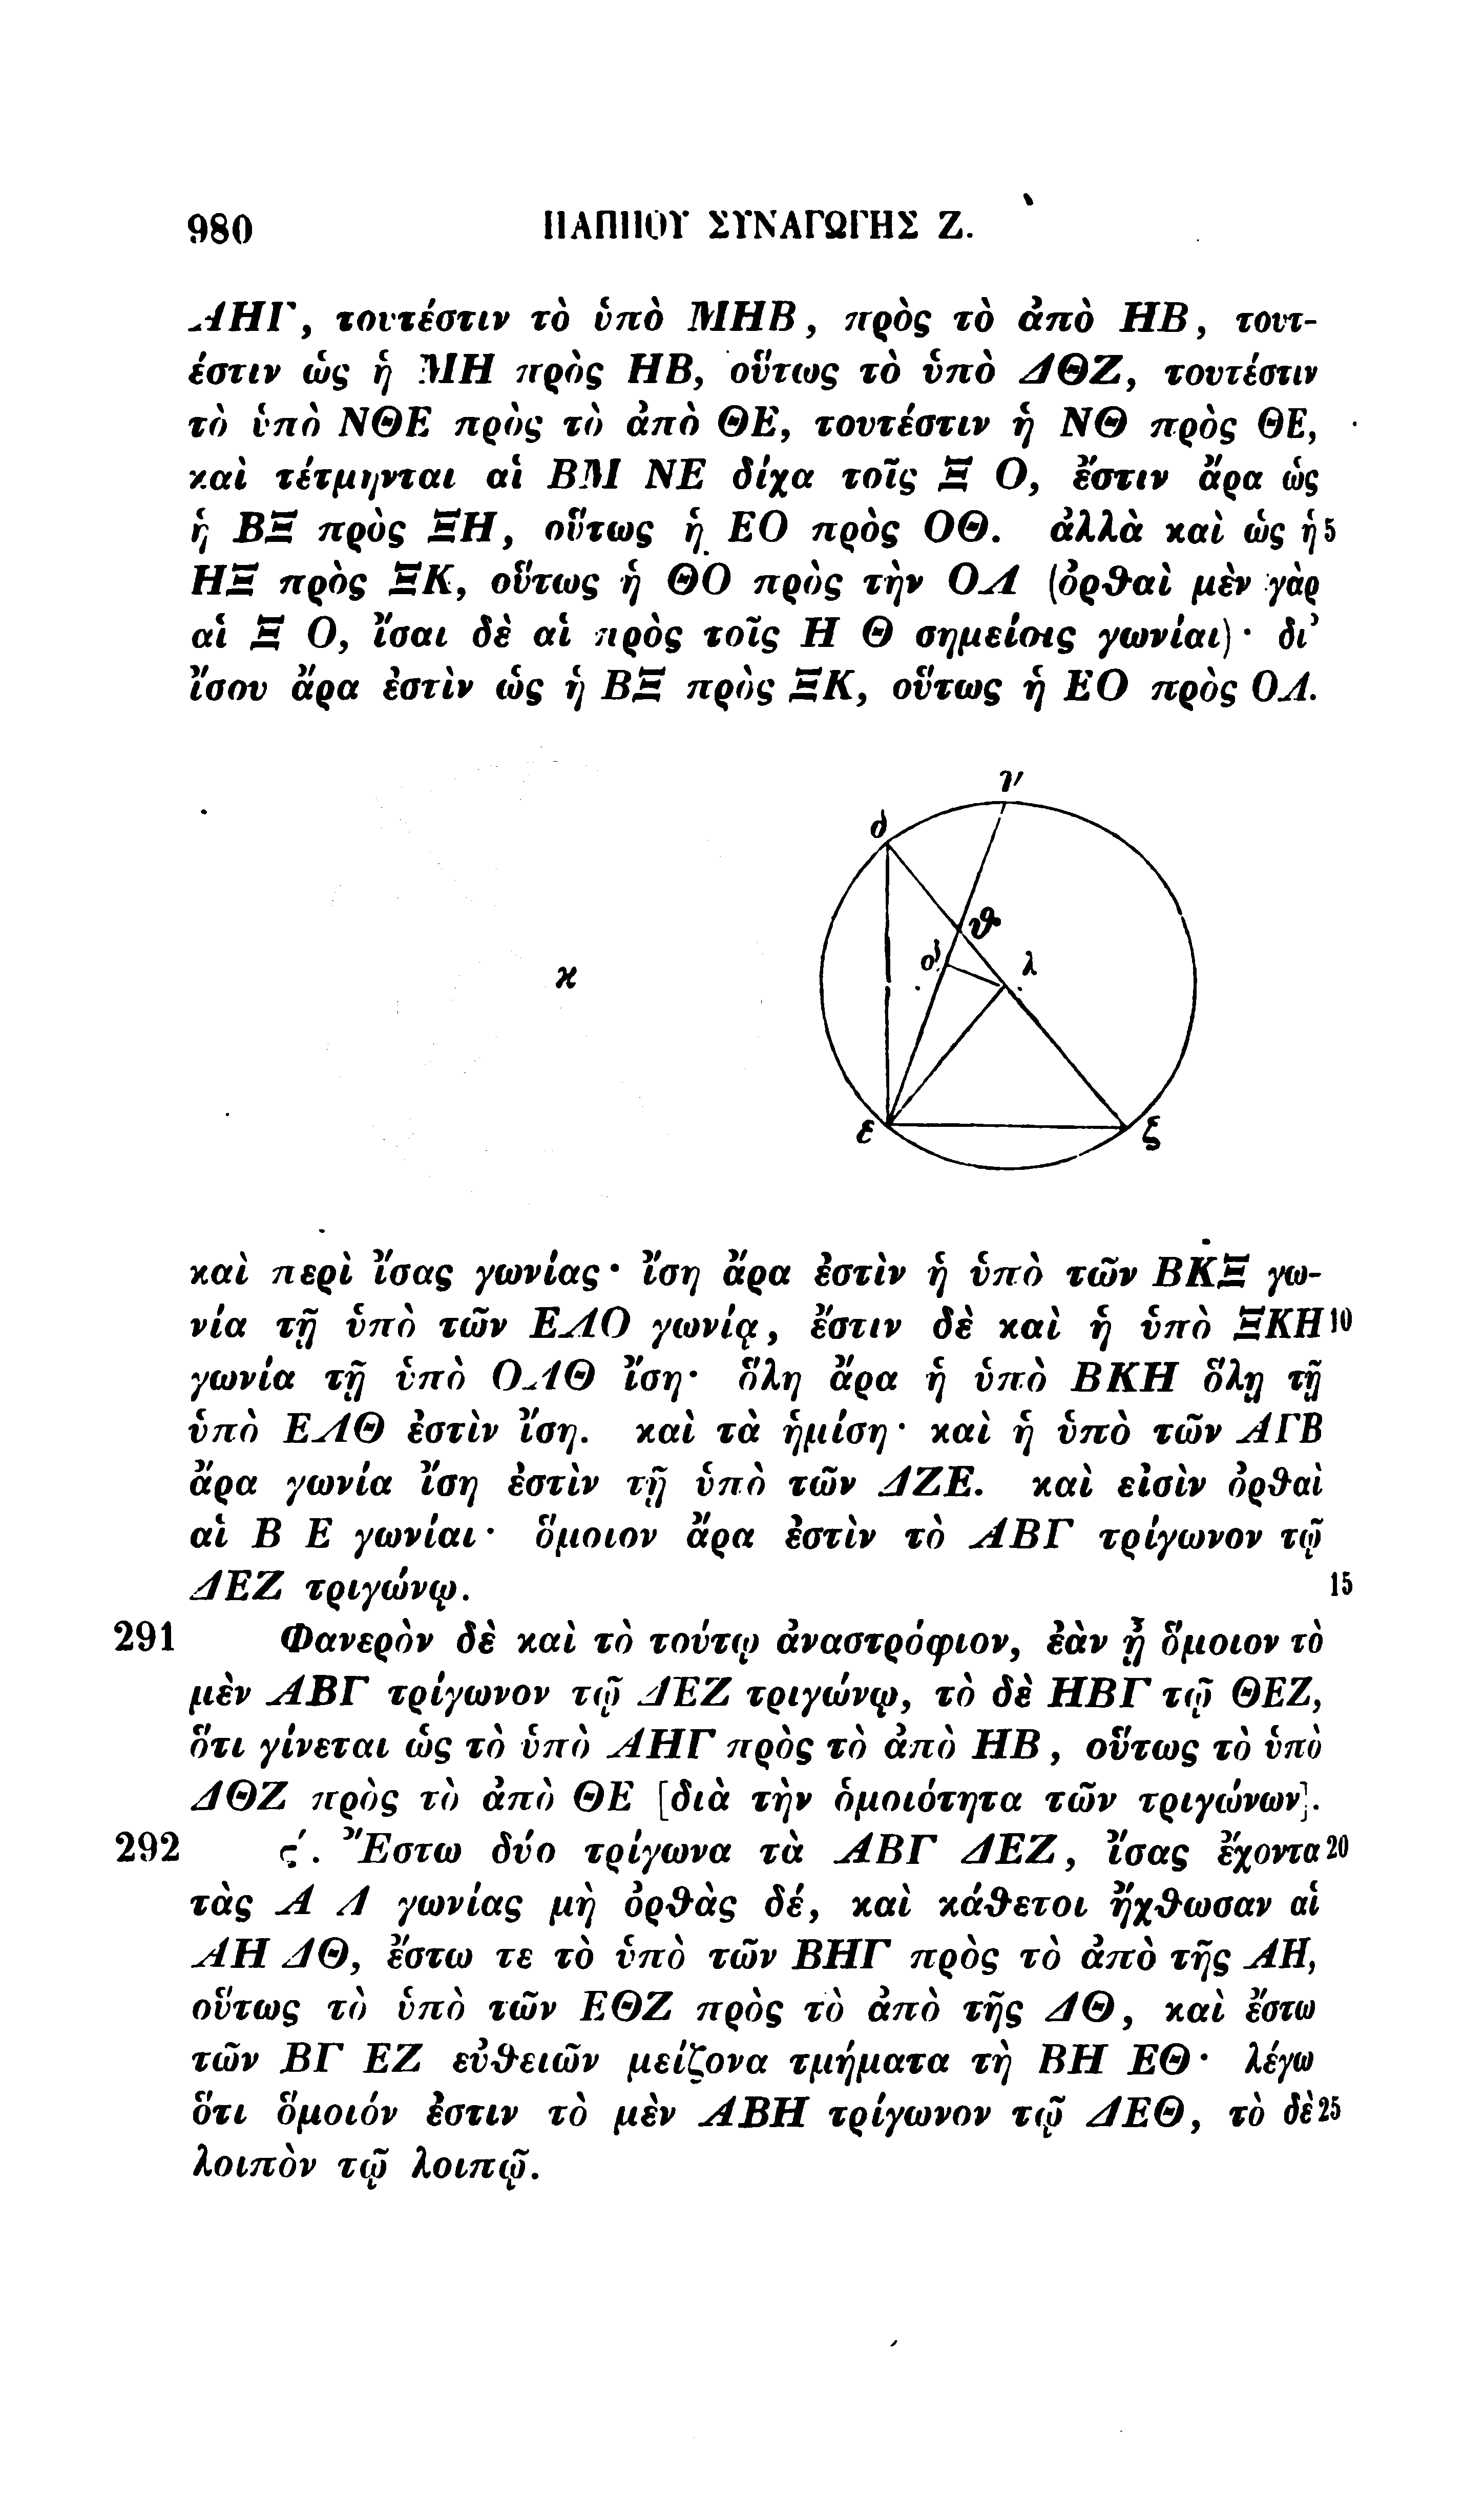 980 ΠΑΠΠΟΥ ΣΥΝΑΓΩΓΗΣ Ζ.
ΑΗΓ, τουτέστιν τὸ ὑπὸ ΜΗΒ, πρὸς τὸ ἀπὸ ΗΒ, τουτ-
έστιν ὡς ἡ ΜΗ πρὸς ΗΒ, οὕτως τὸ ὑπὸ ΔΘΖ, τουτέστιν
τὸ ὑπὸ ΝΘΕ πρὸς τὸ ἀπὸ ΘΕ, τουτέστιν ἡ ΝΘ πρὸς ΘΕ,
καὶ τέτμηνται αἱ ΒΜ ΝΕ δίχα τοῖς Ξ Ο, ἔστιν ἄρα ὡς
ἡ ΒΞ πρὸς ΞΗ, οὕτως ἡ ΕΟ πρὸς ΟΘ. ἀλλὰ καὶ ὡς ἡ 5
ΗΞ πρὸς ΞΚ, οὕτως ἡ ΘΟ πρὸς τὴν ΟΛ (ὀρθαὶ μὲν γὰρ
αἱ Ξ Ο, ἴσαι δὲ αἱ πρὸς τοῖς Η Θ σημείοις γωνίαι)· δι’
ἴσου ἄρα ἐστὶν ὡς ἡ ΒΞ πρὸς ΞΚ, οὕτως ἡ ΕΟ πρὸς ΟΛ.
ν
δ
θ
ο
λ
κ
ε
ζ
καὶ περὶ ἴσας γωνίας· ἴση ἄρα ἐστὶν ἡ ὑπὸ τῶν ΒΚΞ γω-
νία τῇ ὑπὸ τῶν ΕΛΟ γωνίᾳ, ἔστιν δὲ καὶ ἡ ὑπὸ ΞΚΗ 10
γωνία τῇ ὑπὸ ΟΛΘ ἴση· ὅλη ἄρα ἡ ὑπὸ ΒΚΗ ὅλῃ τῇ
ὑπὸ ΕΛΘ ἐστὶν ἴση. καὶ τὰ ἡμίση· καὶ ἡ ὑπὸ τῶν ΑΓΒ
ἄρα γωνία ἴση ἐστὶν τῇ ὑπὸ τῶν ΔΖΕ. καὶ εἰσὶν ὀρθαὶ
αἱ Β Ε γωνίαι· ὅμοιον ἄρα ἐστὶν τὸ ΑΒΓ τρίγωνον τῷ
ΔΕΖ τριγώνῳ. 15
291 Φανερὸν δὲ καὶ τὸ τούτῳ ἀναστρόφιον, ἐὰν ᾖ ὅμοιον τὸ
μὲν ΑΒΓ τρίγωνον τῷ ΔΕΖ τριγώνῳ, τὸ δὲ ΗΒΓ τῷ ΘΕΖ,
ὅτι γίνεται ὡς τὸ ὑπὸ ΑΗΓ πρὸς τὸ ἀπὸ ΗΒ, οὕτως τὸ ὑπὸ
ΔΘΖ πρὸς τὸ ἀπὸ ΘΕ [διὰ τὴν ὁμοιότητα τῶν τριγώνων].
292 ϛʹ. Ἔστω δύο τρίγωνα τὰ ΑΒΓ ΔΕΖ, ἴσας ἔχοντα 20
τὰς Α Δ γωνίας μὴ ὀρθὰς δέ, καὶ κάθετοι ἤχθωσαν αἱ
ΑΗ ΔΘ, ἔστω τε τὸ ὑπὸ τῶν ΒΗΓ πρὸς τὸ ἀπὸ τῆς ΑΗ,
οὕτως τὸ ὑπὸ τῶν ΕΘΖ πρὸς τὸ ἀπὸ τῆς ΔΘ, καὶ ἔστω
τῶν ΒΓ ΕΖ εὐθειῶν μείζονα τμήματα τὴ ΒΗ ΕΘ· λέγω
ὅτι ὅμοιόν ἐστιν τὸ μὲν ΑΒΗ τρίγωνον τῷ ΔΕΘ, τὸ δὲ 25
λοιπὸν τῷ λοιπῷ.